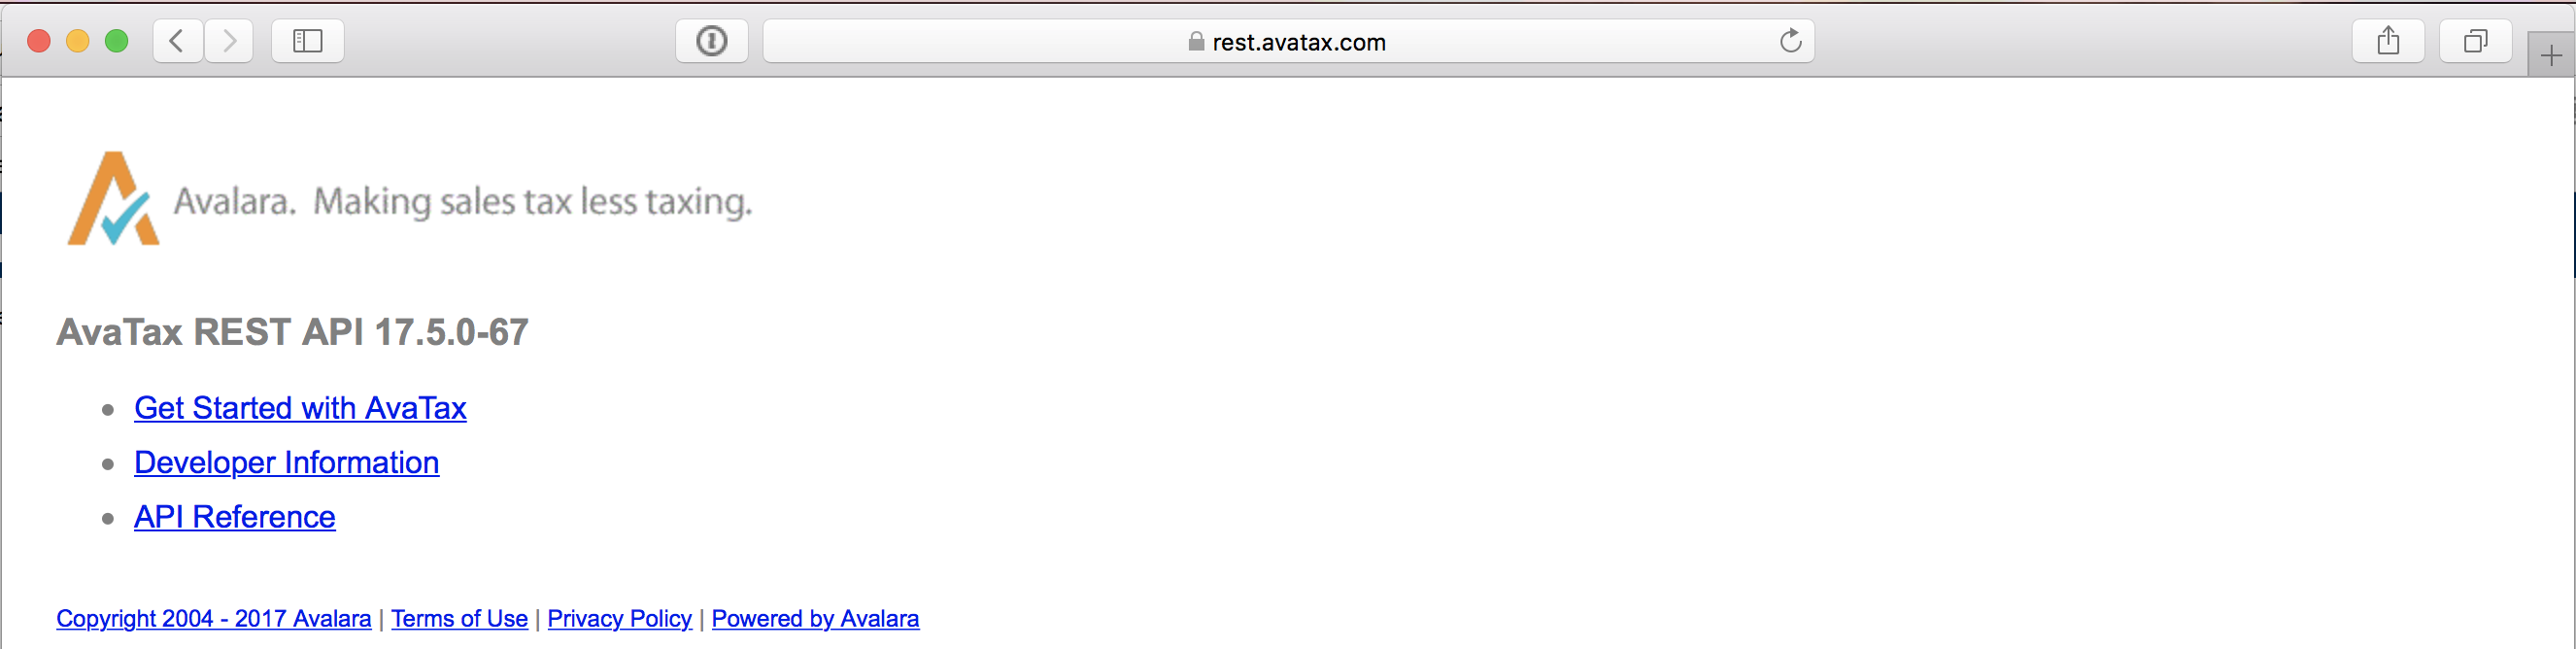 rest.avatax.com
Avalara. Making sales tax less taxing.
AvaTax REST API 17.5.0-67
Get Started with AvaTax
Developer Information
API Reference
Copyright 2004 - 2017 Avalara | Terms of Use | Privacy Policy | Powered by Avalara